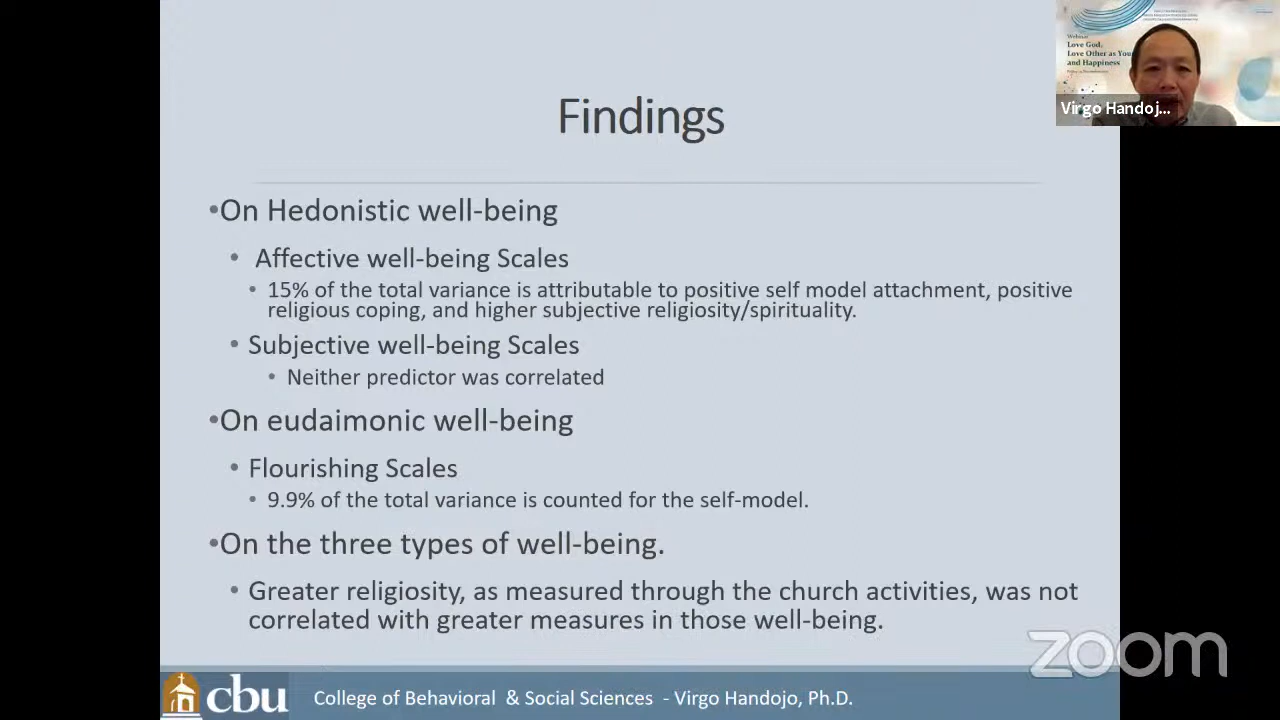 Findings
•On Hedonistic well-being
• Affective well-being Scales
• 15% of the total variance is attributable to positive self model attachment, positive
religious coping, and higher subjective religiosity/spirituality.
• Subjective well-being Scales
• Neither predictor was correlated
•On eudaimonic well-being
• Flourishing Scales
• 9.9% of the total variance is counted for the self-model.
•On the three types of well-being.
• Greater religiosity, as measured through the church activities, was not
correlated with greater measures in those well-being.
cbu
College of Behavioral & Social Sciences - Virgo Handojo, Ph.D.
zoom
Webinar
Love God,
Love Other as You
and Happiness
Virgo Handoj...